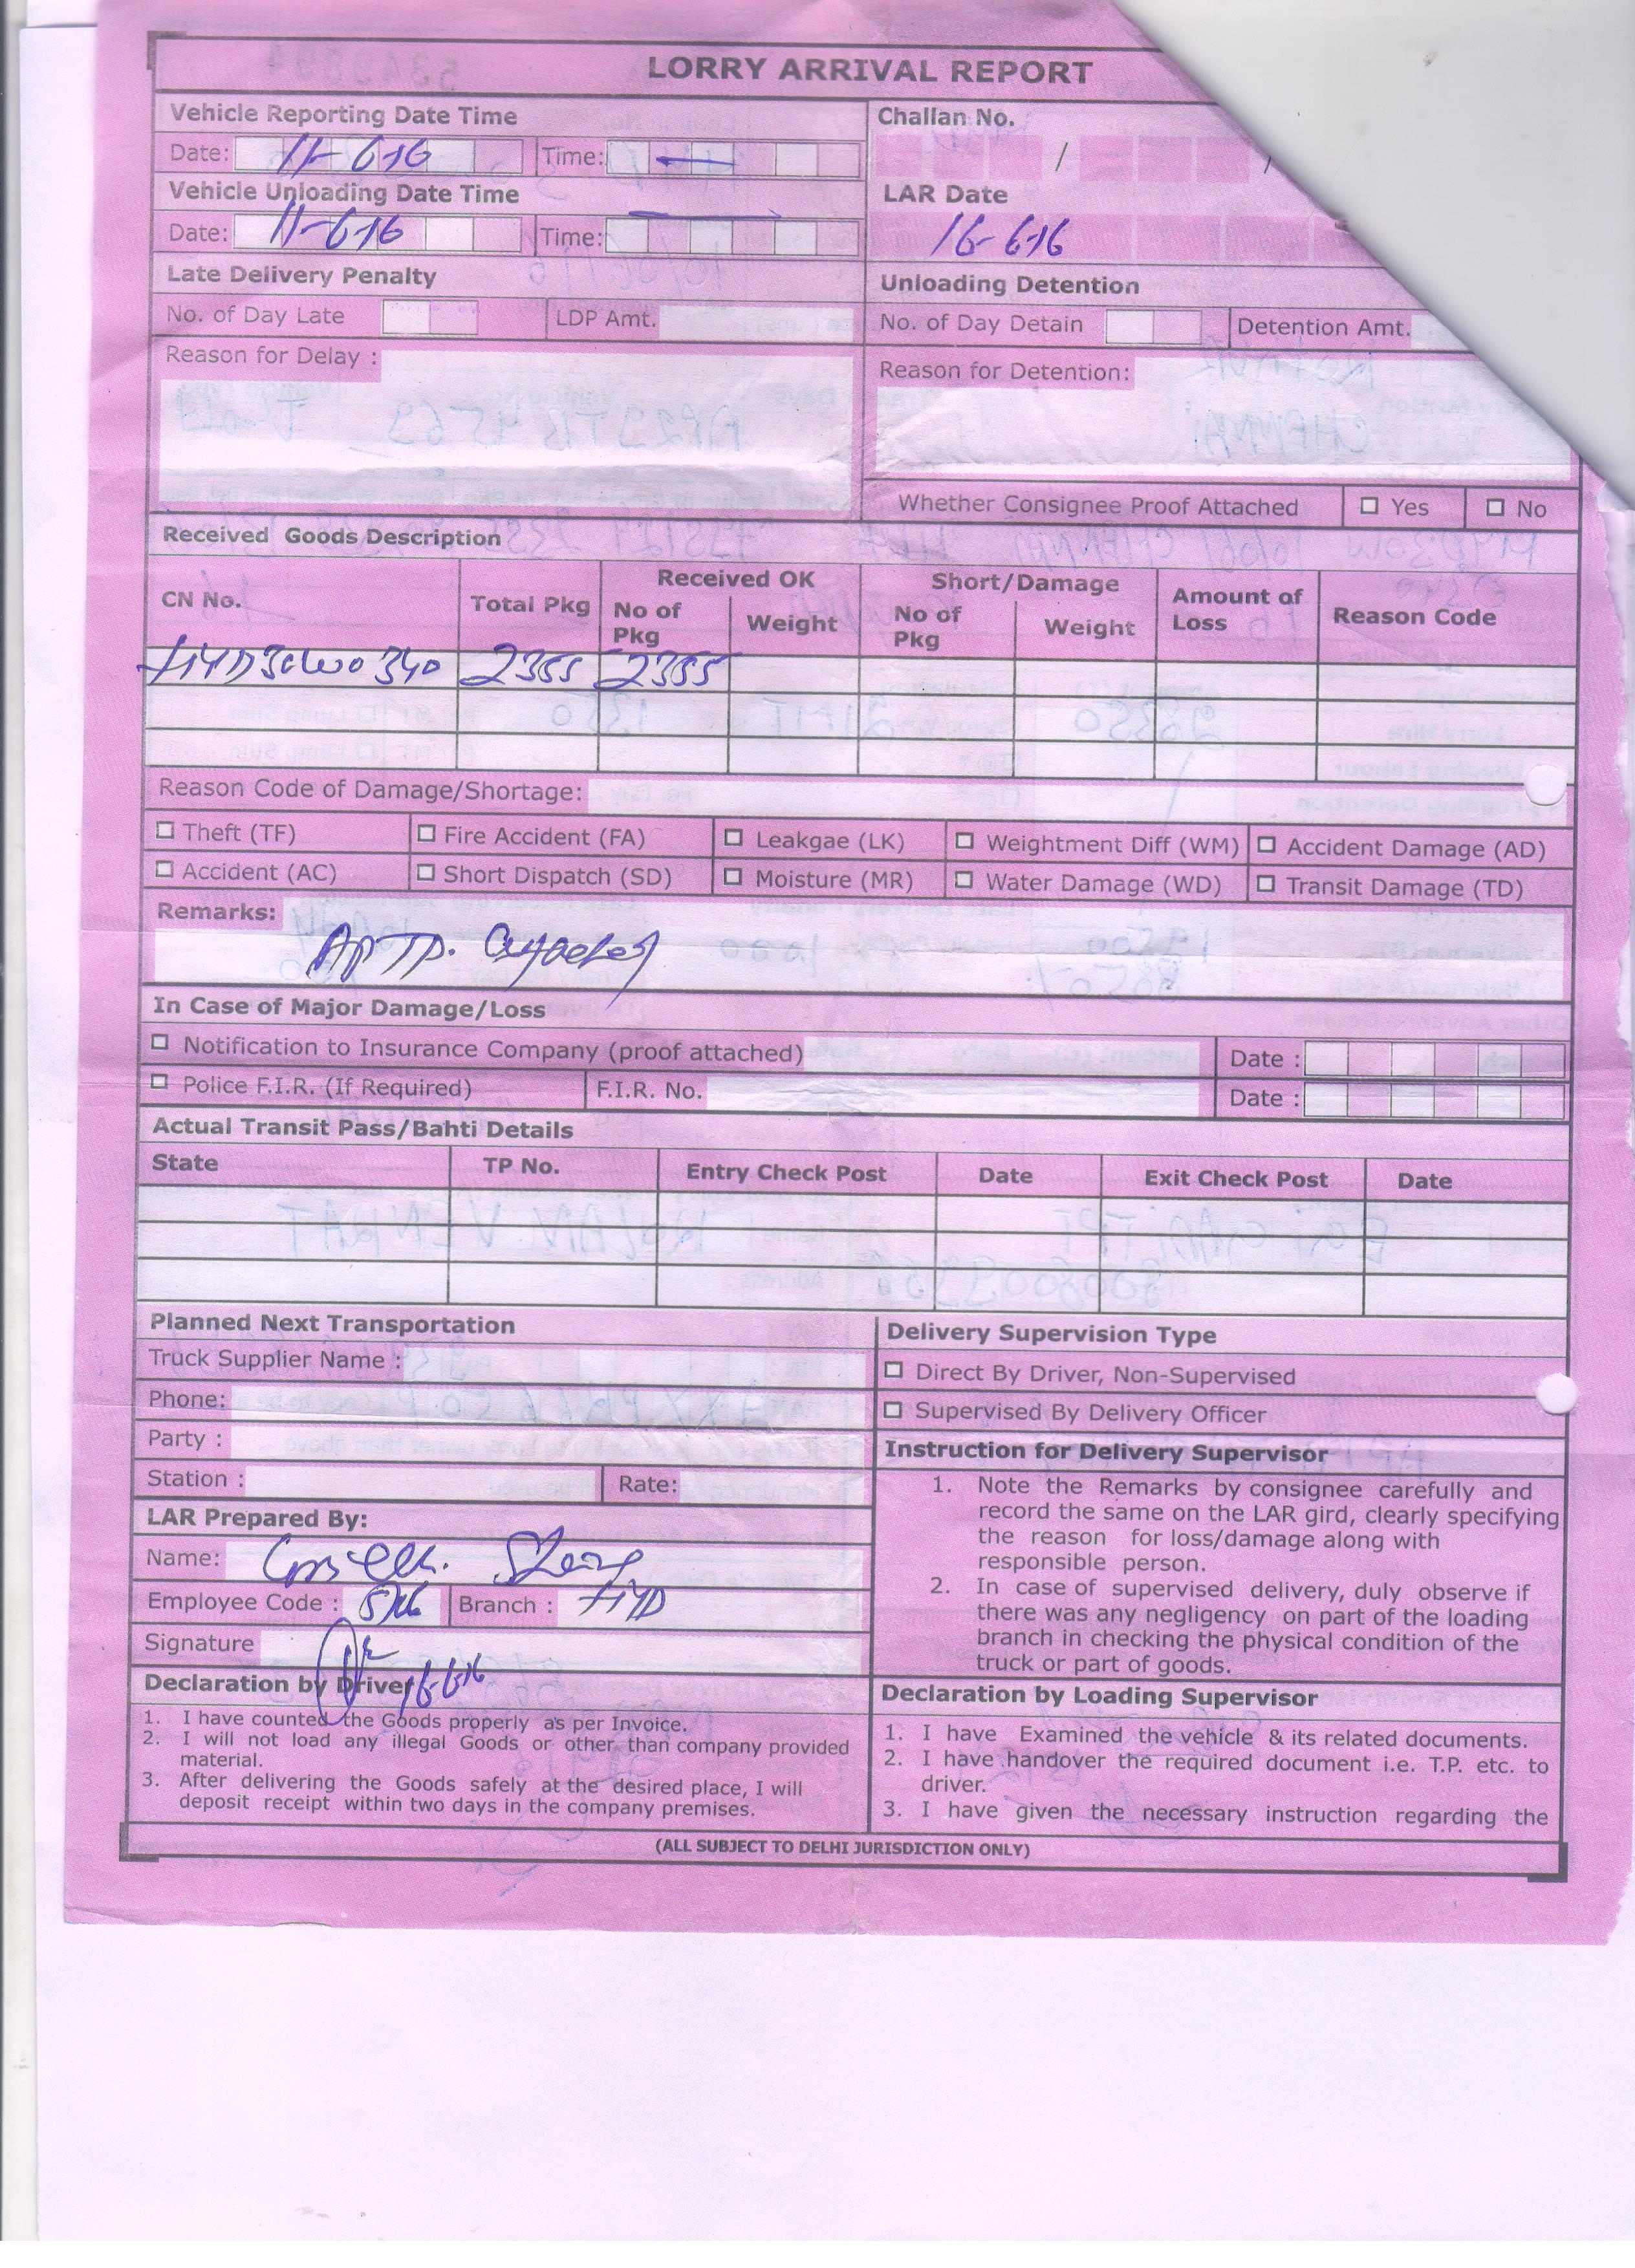 LORRY ARRIVAL REPORT
Vehicle Reporting Date Time
Challan No.
Date: 11-6-16 Time: —
/ /
Vehicle Unloading Date Time
LAR Date
Date: 11-6-16 Time: —
16-6-16
Late Delivery Penalty
Unloading Detention
No. of Day Late LDP Amt.
No. of Day Detain Detention Amt.
Reason for Delay :
Reason for Detention:
Whether Consignee Proof Attached Yes No
Received Goods Description
CN No. Total Pkg Received OK Short/Damage Amount of Loss Reason Code
No of Pkg Weight No of Pkg Weight
2355 2355
Reason Code of Damage/Shortage:
Theft (TF) Fire Accident (FA) Leakgae (LK) Weightment Diff (WM) Accident Damage (AD)
Accident (AC) Short Dispatch (SD) Moisture (MR) Water Damage (WD) Transit Damage (TD)
Remarks:
In Case of Major Damage/Loss
Notification to Insurance Company (proof attached) Date :
Police F.I.R. (If Required) F.I.R. No. Date :
Actual Transit Pass/Bahti Details
State TP No. Entry Check Post Date Exit Check Post Date
Planned Next Transportation
Truck Supplier Name :
Phone:
Party :
Station : Rate:
LAR Prepared By:
Name:
Employee Code : Branch : HYD
Signature
16-6-16
Delivery Supervision Type
Direct By Driver, Non-Supervised
Supervised By Delivery Officer
Instruction for Delivery Supervisor
1. Note the Remarks by consignee carefully and
record the same on the LAR gird, clearly specifying
the reason for loss/damage along with
responsible person.
2. In case of supervised delivery, duly observe if
there was any negligency on part of the loading
branch in checking the physical condition of the
truck or part of goods.
Declaration by Driver
1. I have counted the Goods properly as per Invoice.
2. I will not load any illegal Goods or other than company provided
material.
3. After delivering the Goods safely at the desired place, I will
deposit receipt within two days in the company premises.
Declaration by Loading Supervisor
1. I have Examined the vehicle & its related documents.
2. I have handover the required document i.e. T.P. etc. to
driver.
3. I have given the necessary instruction regarding the
(ALL SUBJECT TO DELHI JURISDICTION ONLY)